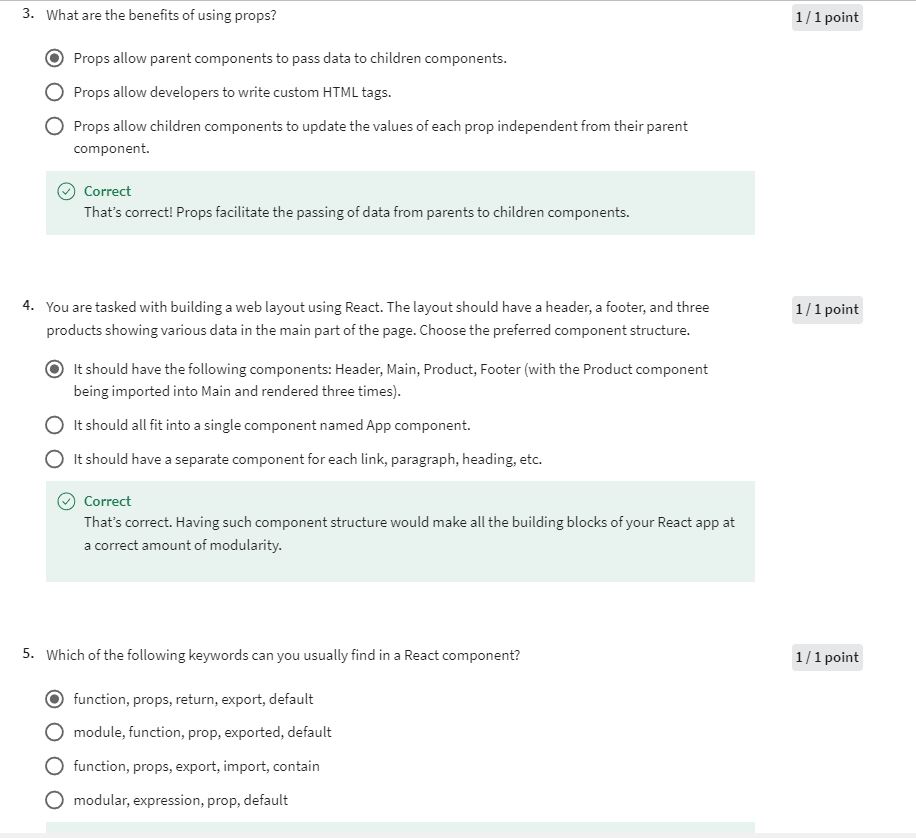 3. What are the benefits of using props?
1 / 1 point
Props allow parent components to pass data to children components.
Props allow developers to write custom HTML tags.
Props allow children components to update the values of each prop independent from their parent
component.
Correct
That's correct! Props facilitate the passing of data from parents to children components.
4. You are tasked with building a web layout using React. The layout should have a header, a footer, and three
products showing various data in the main part of the page. Choose the preferred component structure.
1 / 1 point
It should have the following components: Header, Main, Product, Footer (with the Product component
being imported into Main and rendered three times).
It should all fit into a single component named App component.
It should have a separate component for each link, paragraph, heading, etc.
Correct
That's correct. Having such component structure would make all the building blocks of your React app at
a correct amount of modularity.
5. Which of the following keywords can you usually find in a React component?
1 / 1 point
function, props, return, export, default
module, function, prop, exported, default
function, props, export, import, contain
modular, expression, prop, default